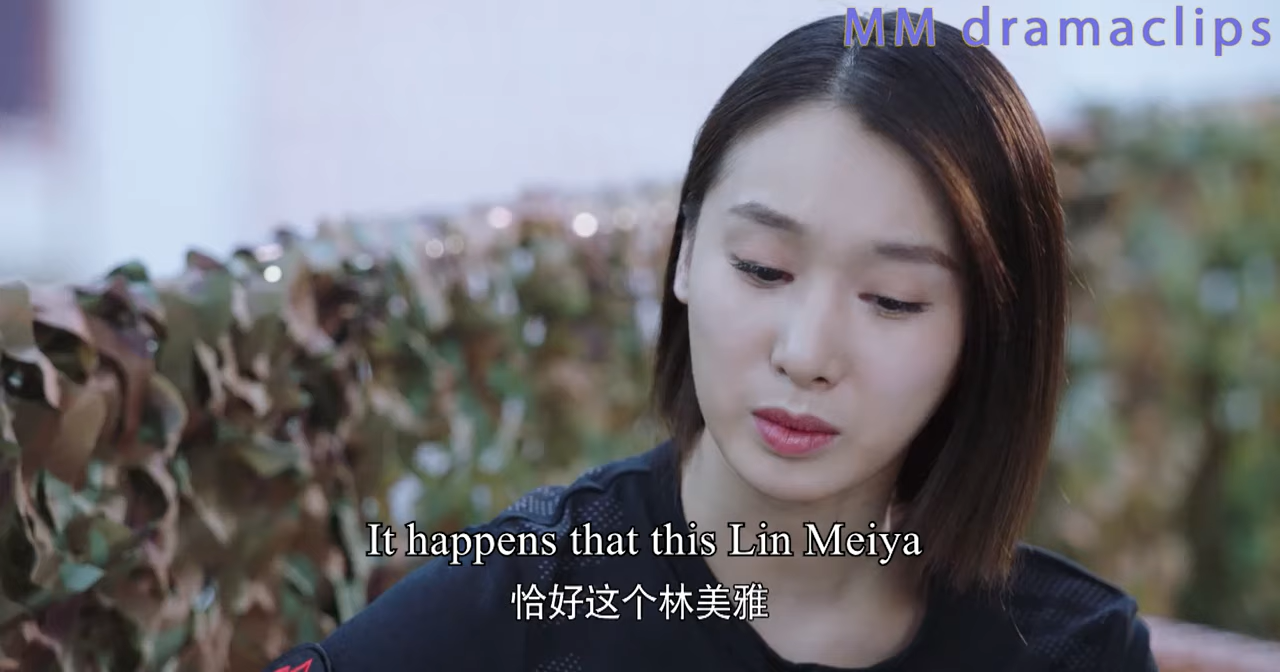 MM dramaclips
It happens that this Lin Meiya
恰好这个林美雅